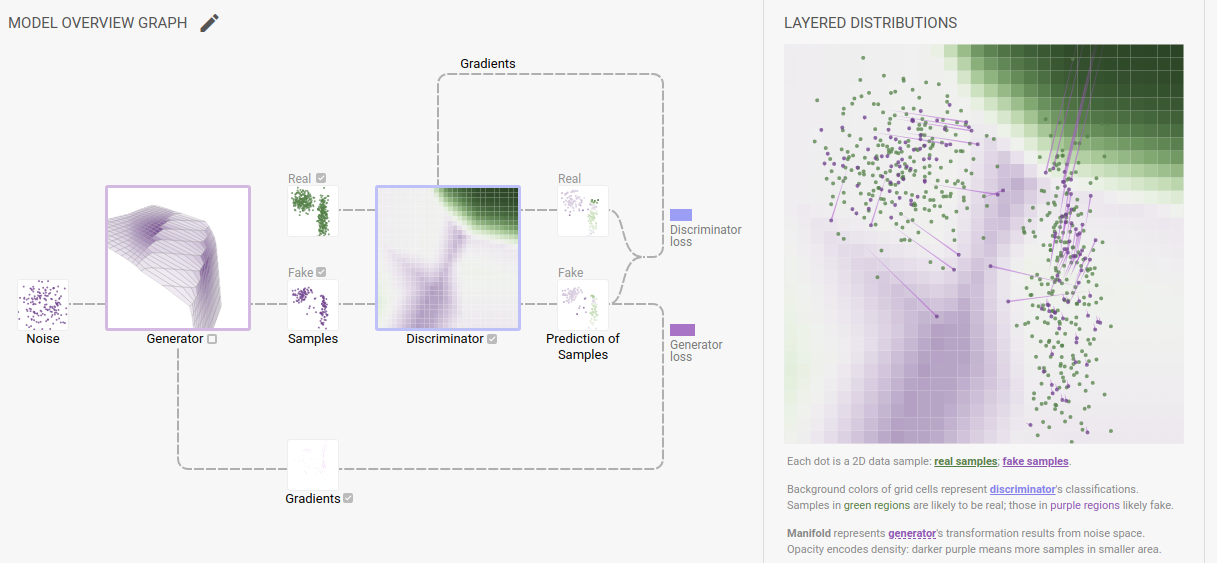 MODEL OVERVIEW GRAPH
Gradients
Real
Real
Discriminator
loss
Fake
Fake
Noise
Generator
Samples
Discriminator
Prediction of
Samples
Generator
loss
Gradients
LAYERED DISTRIBUTIONS
Each dot is a 2D data sample: real samples; fake samples.
Background colors of grid cells represent discriminator's classifications.
Samples in green regions are likely to be real; those in purple regions likely fake.
Manifold represents generator's transformation results from noise space.
Opacity encodes density: darker purple means more samples in smaller area.